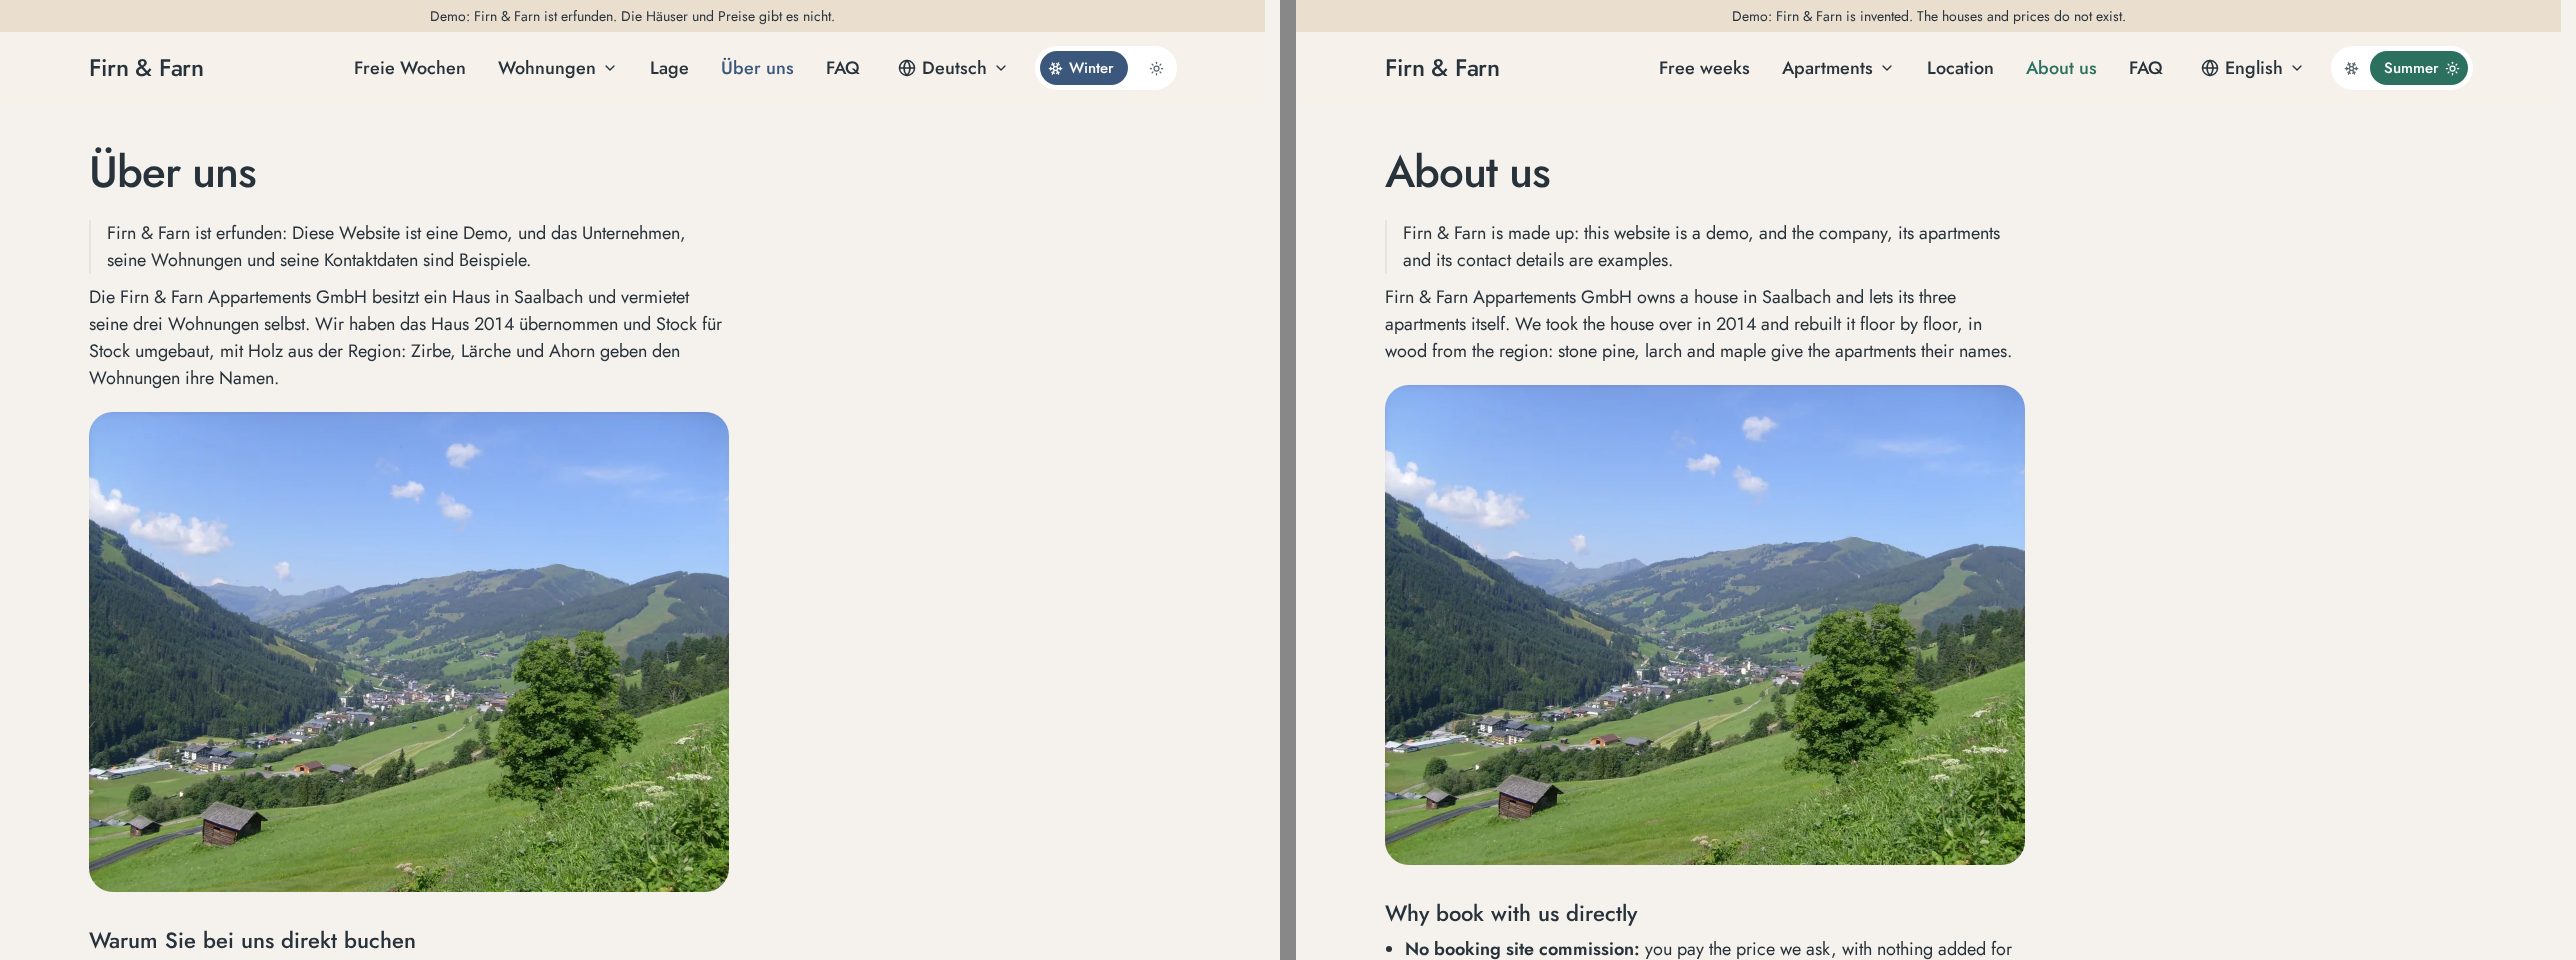 Demo: Firn & Farn ist erfunden. Die Häuser und Preise gibt es nicht.
Firn & Farn
Freie Wochen
Wohnungen
Lage
Über uns
FAQ
Deutsch
Winter
Über uns
Firn & Farn ist erfunden: Diese Website ist eine Demo, und das Unternehmen,
seine Wohnungen und seine Kontaktdaten sind Beispiele.
Die Firn & Farn Appartements GmbH besitzt ein Haus in Saalbach und vermietet
seine drei Wohnungen selbst. Wir haben das Haus 2014 übernommen und Stock für
Stock umgebaut, mit Holz aus der Region: Zirbe, Lärche und Ahorn geben den
Wohnungen ihre Namen.
Warum Sie bei uns direkt buchen
Demo: Firn & Farn is invented. The houses and prices do not exist.
Firn & Farn
Free weeks
Apartments
Location
About us
FAQ
English
Summer
About us
Firn & Farn is made up: this website is a demo, and the company, its apartments
and its contact details are examples.
Firn & Farn Appartements GmbH owns a house in Saalbach and lets its three
apartments itself. We took the house over in 2014 and rebuilt it floor by floor, in
wood from the region: stone pine, larch and maple give the apartments their names.
Why book with us directly
• No booking site commission: you pay the price we ask, with nothing added for